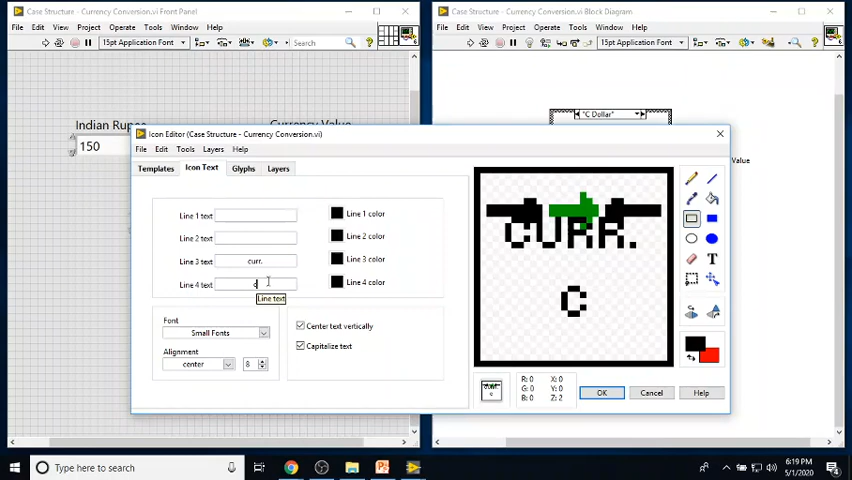 Case Structure - Currency Conversion.vi Front Panel
File Edit View Project Operate Tools Window
15pt Application Font
Search
Indian Rupee
Currency Value
150
Case Structure - Currency Conversion.vi Block Diagram
File Edit View Project Operate Tools Window
15pt Application Font
"C Dollar"
Value
Icon Editor (Case Structure - Currency Conversion.vi)
File Edit Tools Layers Help
Templates Icon Text Glyphs Layers
Line 1 text
Line 1 color
Line 2 text
Line 2 color
Line 3 text curr.
Line 3 color
Line 4 text c
Line 4 color
Line text
Font
Small Fonts
Center text vertically
Alignment
Capitalize text
center 8
CURR.
C
T
R: 0 X: 0
G: 0 Y: 0
B: 0 Z: 2
OK Cancel Help
Type here to search
6:19 PM
5/1/2020
4